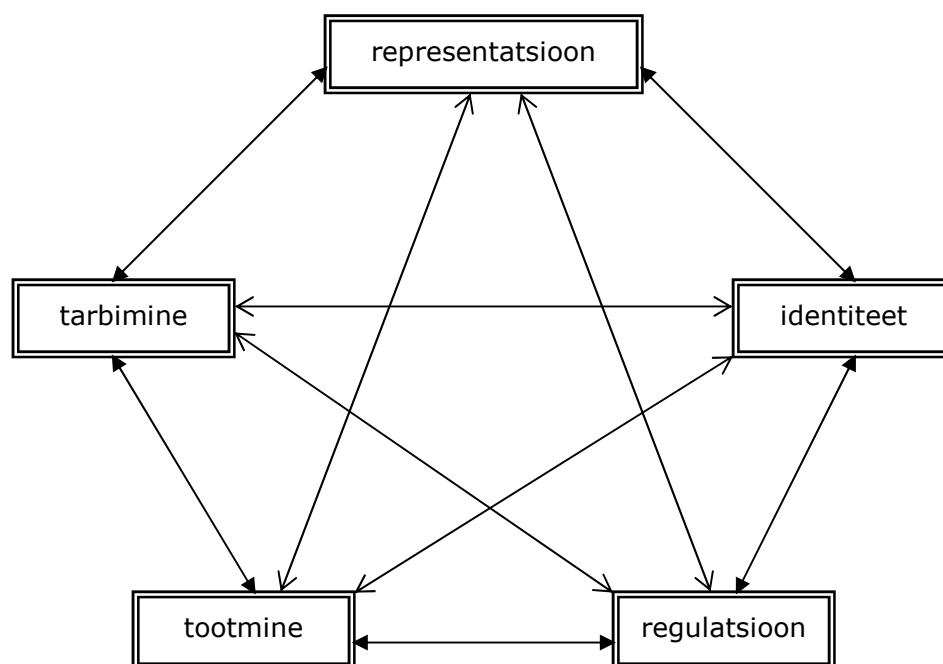 representatsioon
tarbimine
identiteet
tootmine
regulatsioon